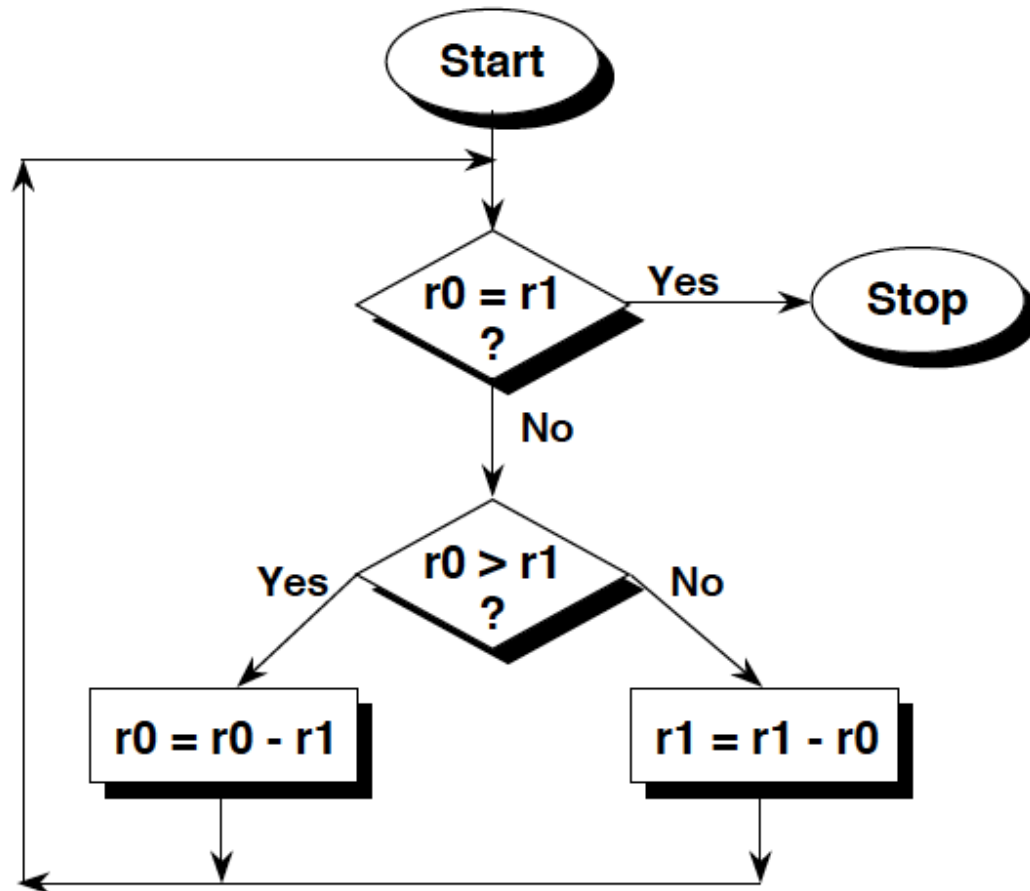 Start
r0 = r1
?
Yes
Stop
No
r0 > r1
?
Yes
No
r0 = r0 - r1
r1 = r1 - r0